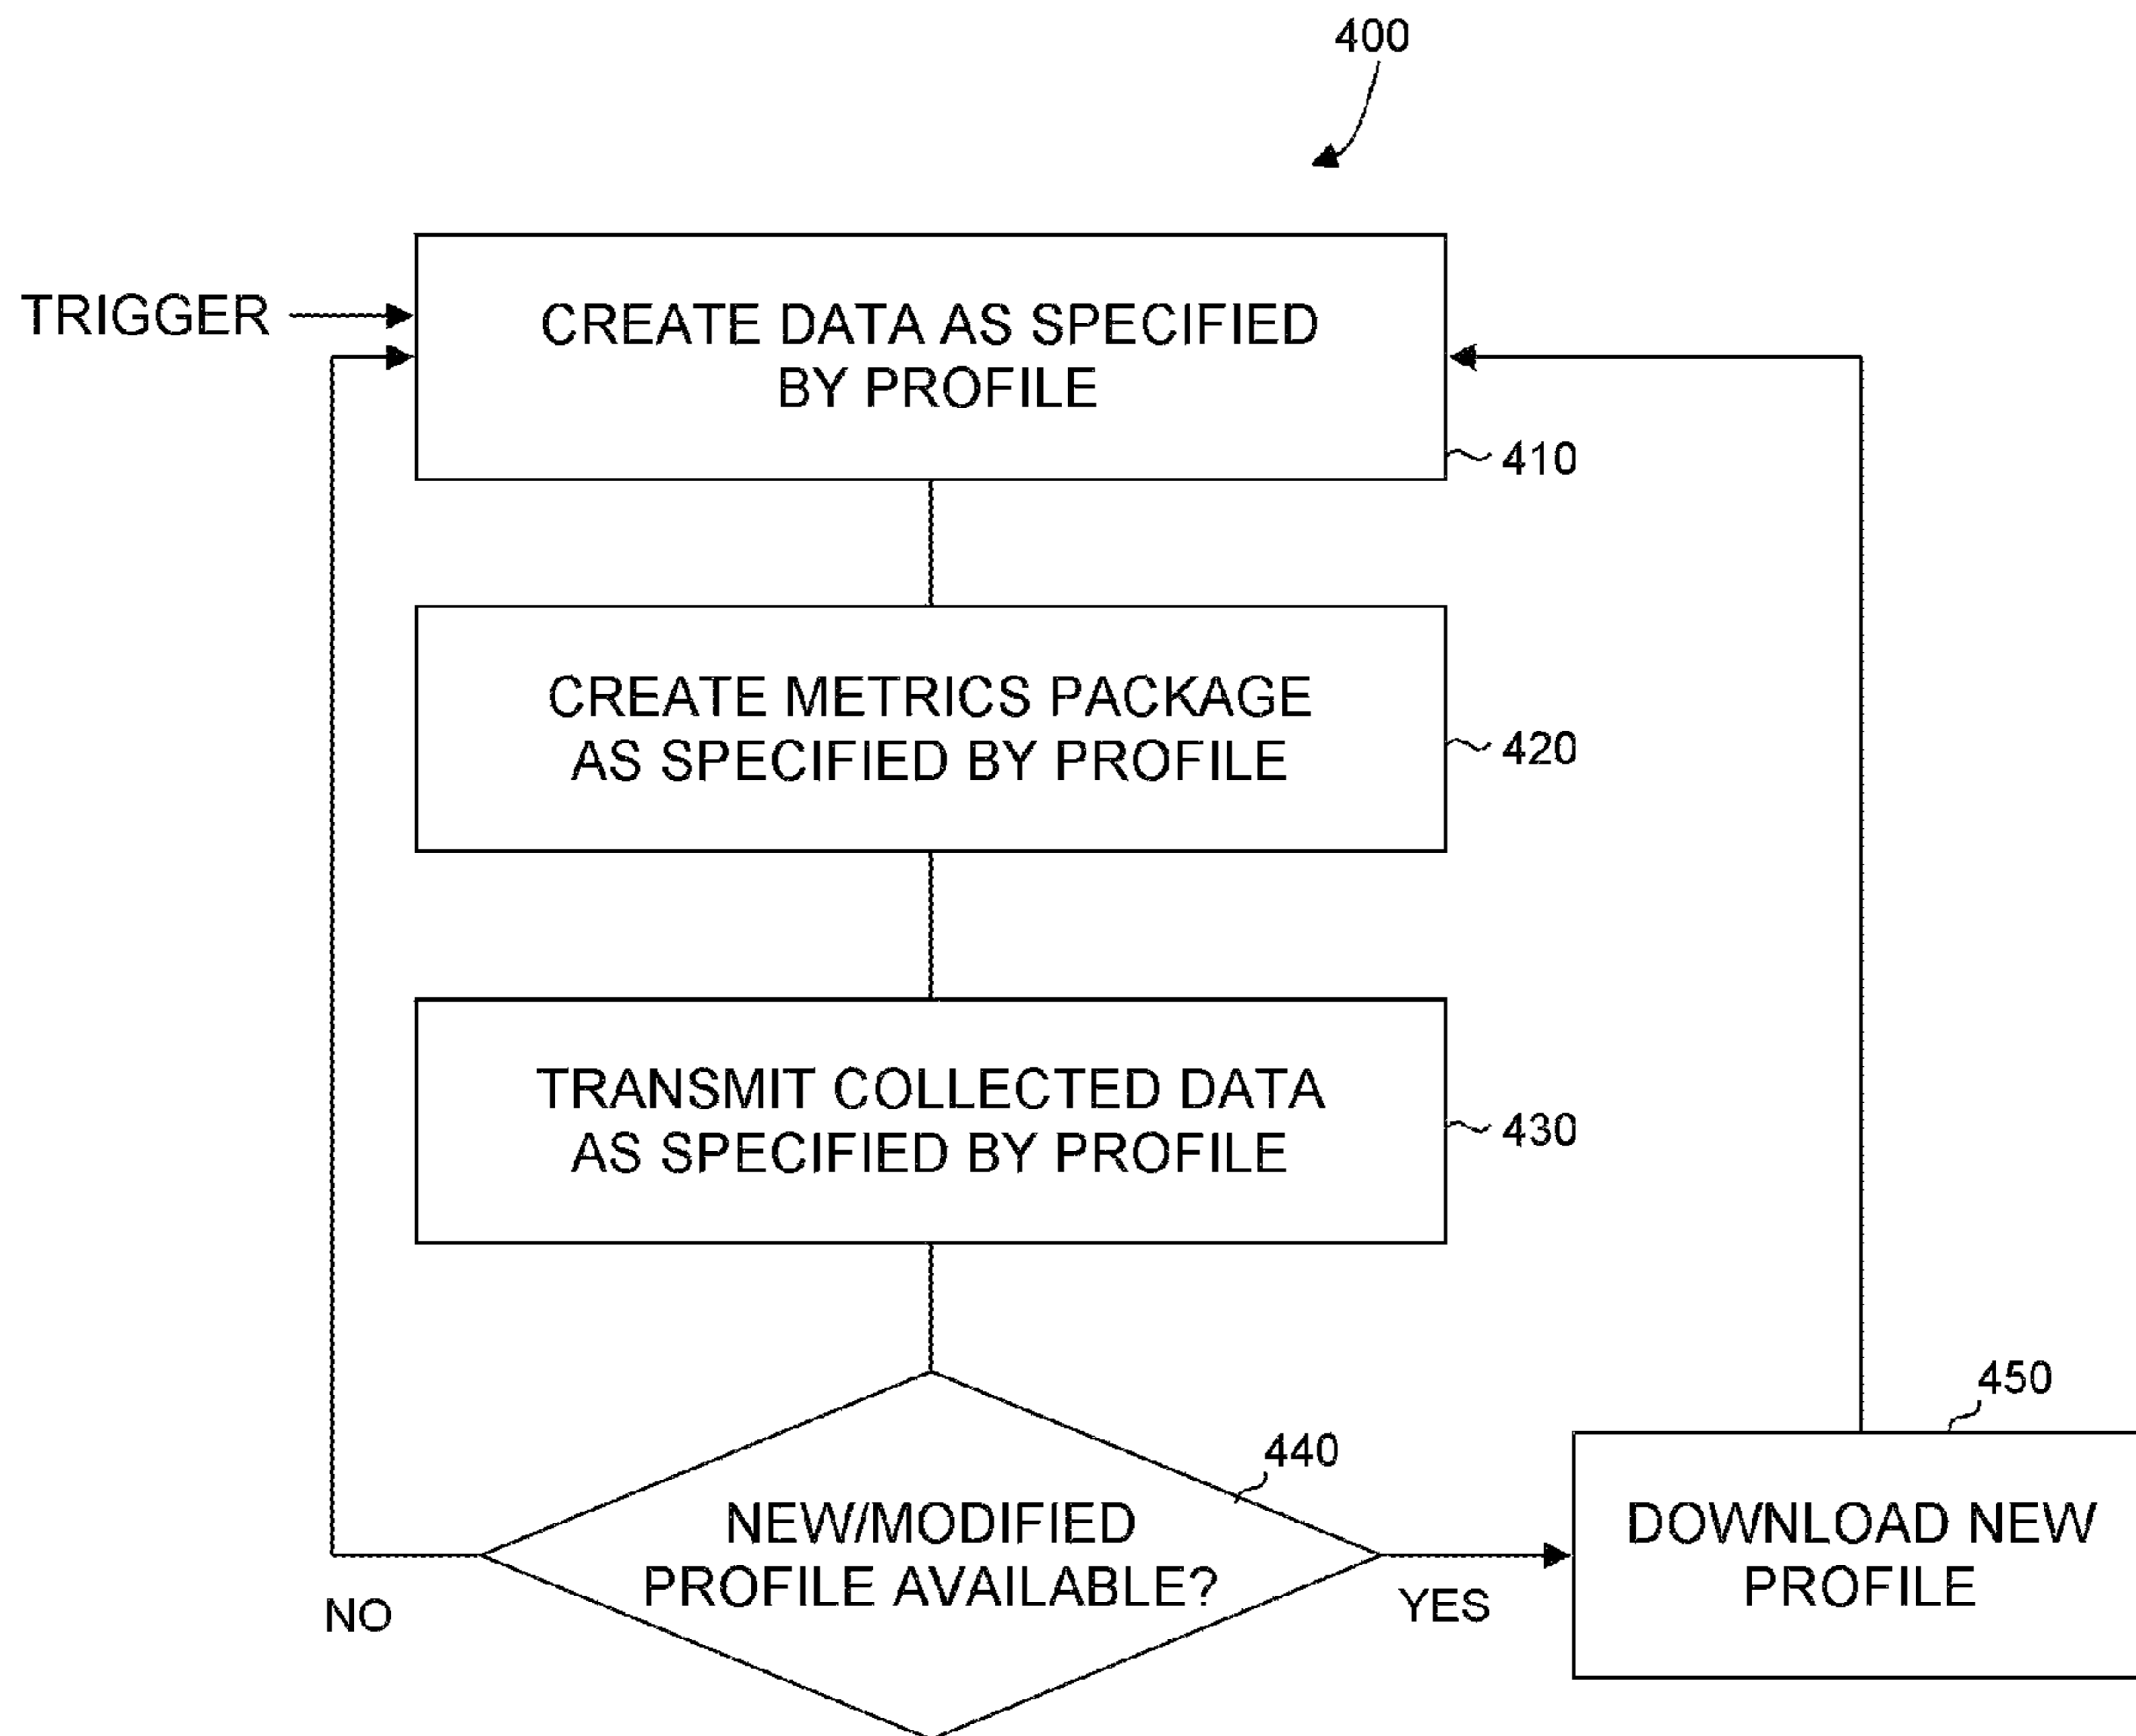 400
TRIGGER
CREATE DATA AS SPECIFIED
BY PROFILE
410
CREATE METRICS PACKAGE
AS SPECIFIED BY PROFILE
420
TRANSMIT COLLECTED DATA
AS SPECIFIED BY PROFILE
430
440
NEW/MODIFIED
PROFILE AVAILABLE?
NO
YES
450
DOWNLOAD NEW
PROFILE